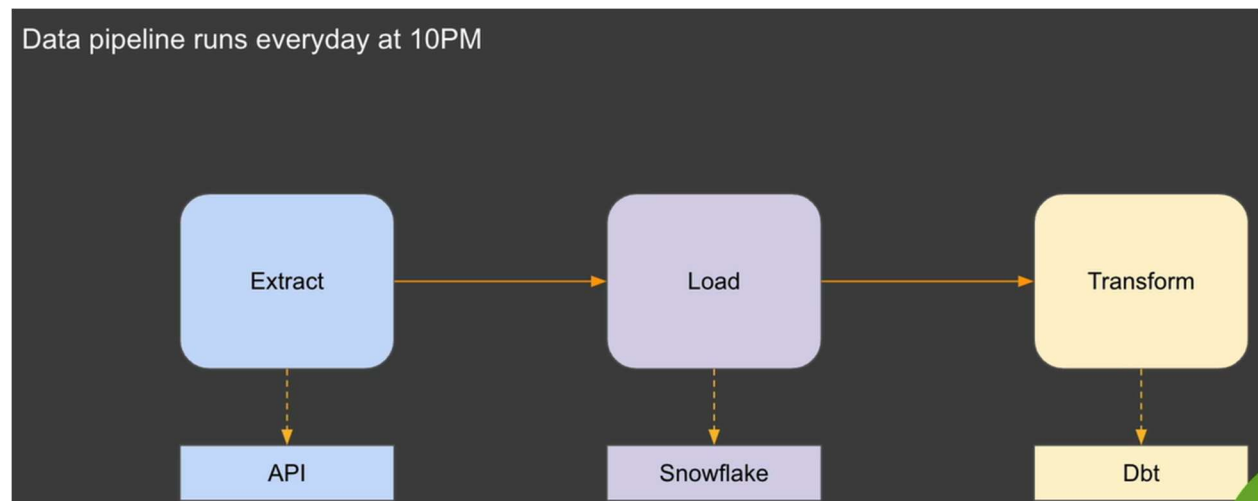 Data pipeline runs everyday at 10PM
Extract
Load
Transform
API
Snowflake
Dbt